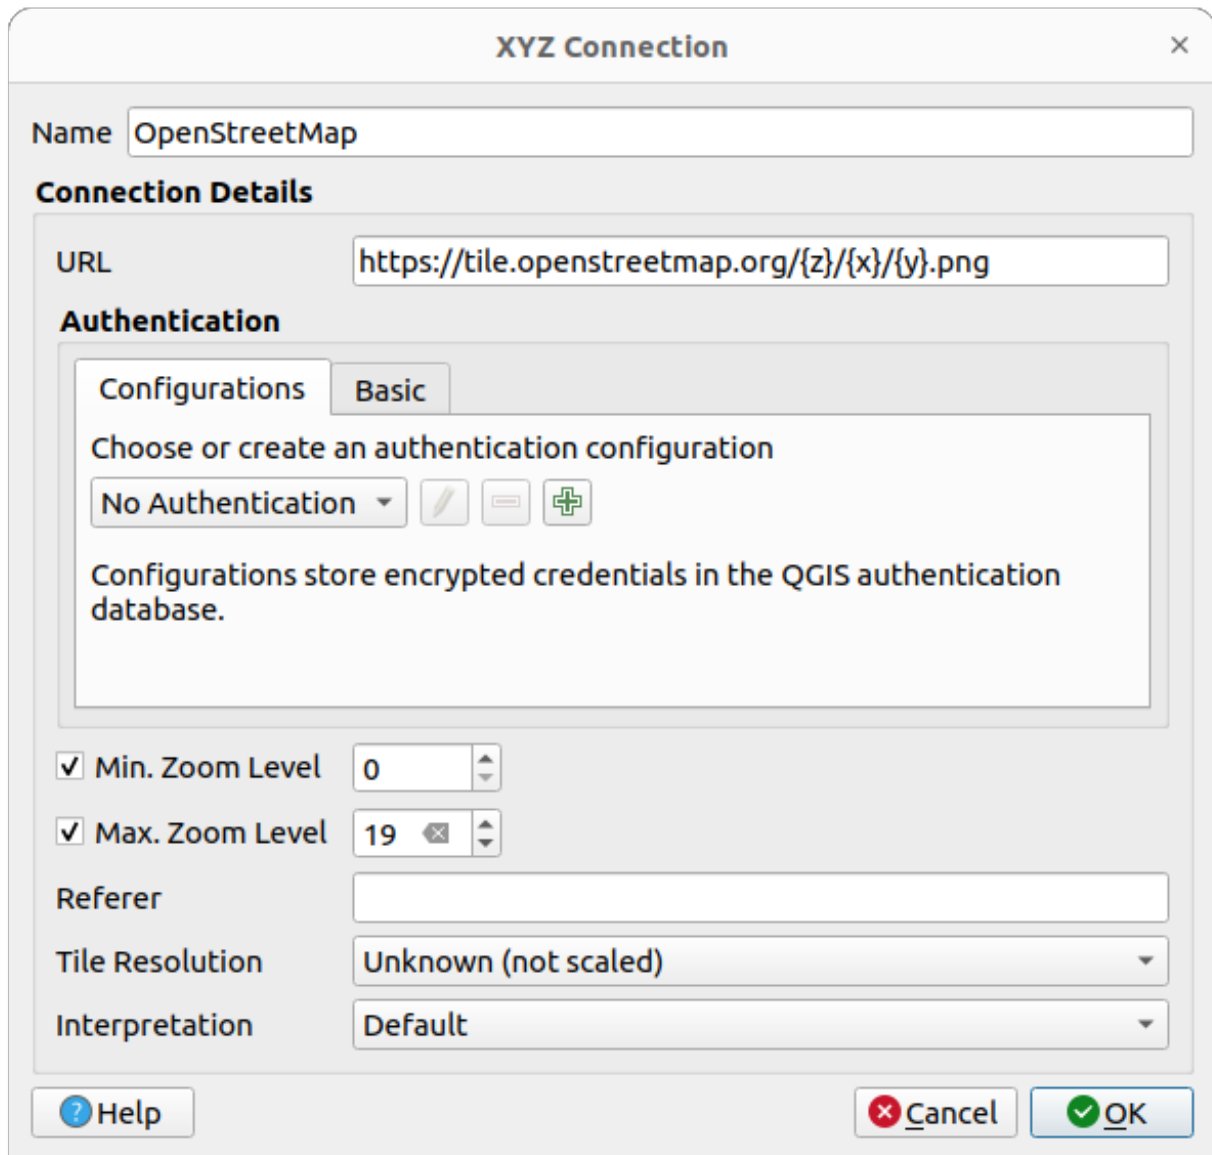 XYZ Connection
Name OpenStreetMap
Connection Details
URL https://tile.openstreetmap.org/{z}/{x}/{y}.png
Authentication
Configurations Basic
Choose or create an authentication configuration
No Authentication
Configurations store encrypted credentials in the QGIS authentication
database.
Min. Zoom Level 0
Max. Zoom Level 19
Referer
Tile Resolution Unknown (not scaled)
Interpretation Default
Help Cancel OK